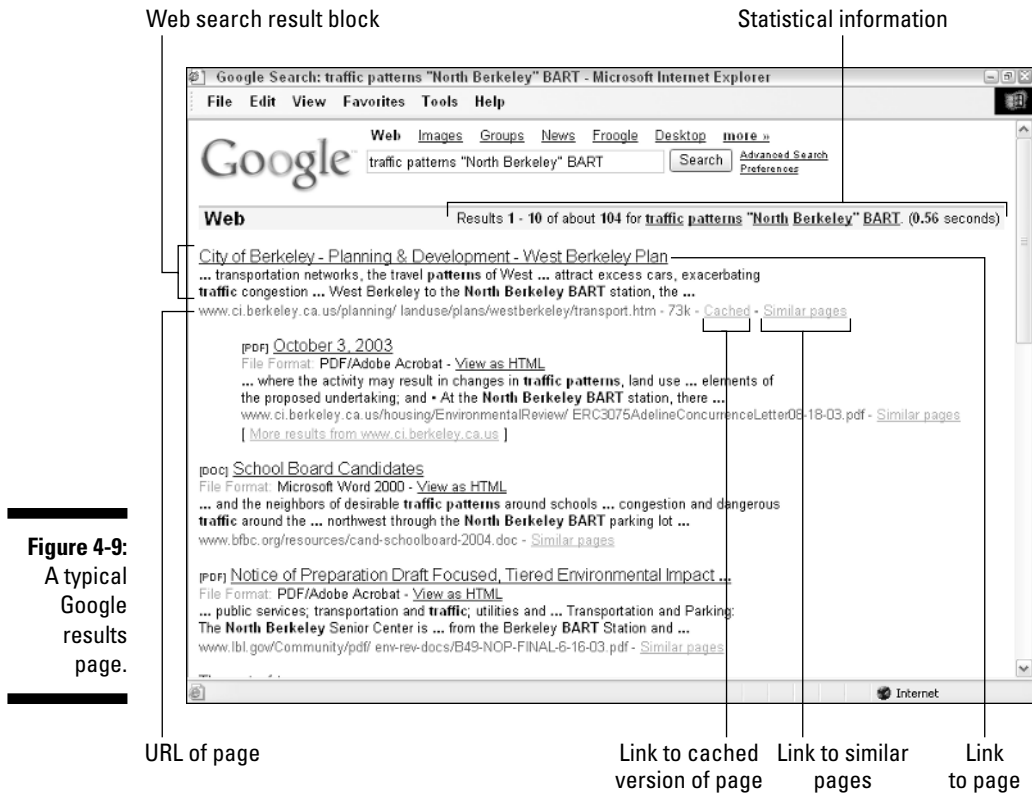 Web search result block
Statistical information
Google Search: traffic patterns "North Berkeley" BART - Microsoft Internet Explorer
File Edit View Favorites Tools Help
Google
Web Images Groups News Froogle Desktop more »
traffic patterns "North Berkeley" BART
Search
Advanced Search
Preferences
Web
Results 1 - 10 of about 104 for traffic patterns "North Berkeley" BART. (0.56 seconds)
City of Berkeley - Planning & Development - West Berkeley Plan
... transportation networks, the travel patterns of West ... attract excess cars, exacerbating
traffic congestion ... West Berkeley to the North Berkeley BART station, the ...
www.ci.berkeley.ca.us/planning/ landuse/plans/westberkeley/transport.htm - 73k - Cached - Similar pages
[PDF] October 3, 2003
File Format: PDF/Adobe Acrobat - View as HTML
... where the activity may result in changes in traffic patterns, land use ... elements of
the proposed undertaking; and • At the North Berkeley BART station, there ...
www.ci.berkeley.ca.us/housing/EnvironmentalReview/ ERC3075AdelineConcurrenceLetter08-18-03.pdf - Similar pages
[ More results from www.ci.berkeley.ca.us ]
[DOC] School Board Candidates
File Format: Microsoft Word 2000 - View as HTML
... and the neighbors of desirable traffic patterns around schools ... congestion and dangerous
traffic around the ... northwest through the North Berkeley BART parking lot ...
www.bfbc.org/resources/cand-schoolboard-2004.doc - Similar pages
[PDF] Notice of Preparation Draft Focused, Tiered Environmental Impact ...
File Format: PDF/Adobe Acrobat - View as HTML
... public services; transportation and traffic; utilities and ... Transportation and Parking:
The North Berkeley Senior Center is ... from the Berkeley BART Station and ...
www.lbl.gov/Community/pdf/ env-rev-docs/B49-NOP-FINAL-6-16-03.pdf - Similar pages
Internet
Figure 4-9:
A typical
Google
results
page.
URL of page
Link to cached
version of page
Link to similar
pages
Link
to page